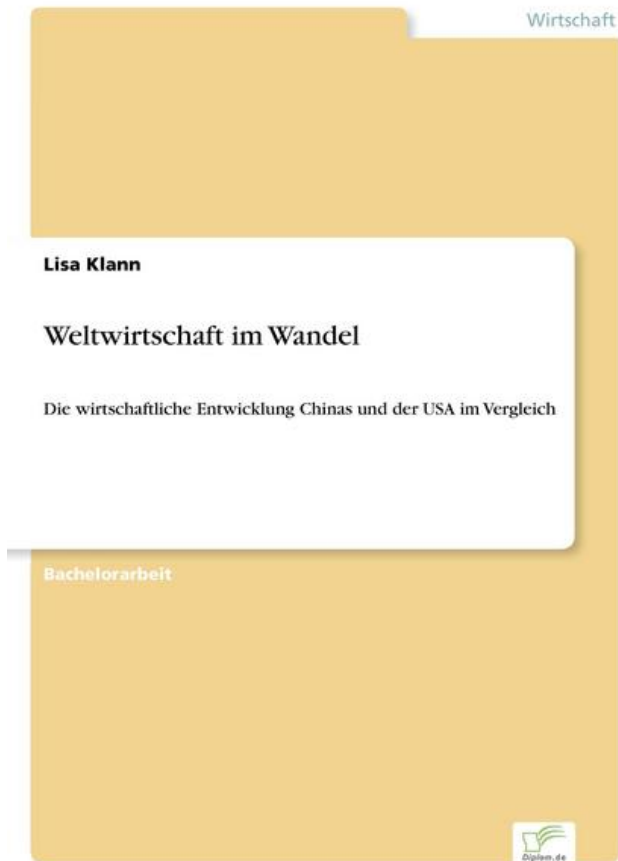 Wirtschaft
Lisa Klann
Weltwirtschaft im Wandel
Die wirtschaftliche Entwicklung Chinas und der USA im Vergleich
Bachelorarbeit
Diplom.de